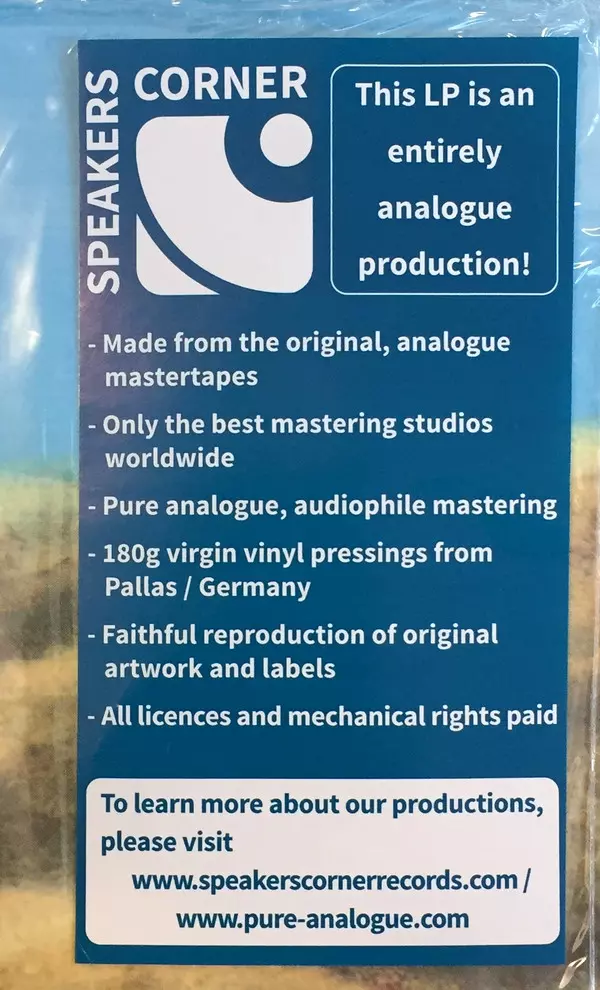 SPEAKERS
CORNER
This LP is an
entirely
analogue
production!
- Made from the original, analogue
mastertapes
- Only the best mastering studios
worldwide
- Pure analogue, audiophile mastering
- 180g virgin vinyl pressings from
Pallas / Germany
- Faithful reproduction of original
artwork and labels
- All licences and mechanical rights paid
To learn more about our productions,
please visit
www.speakerscornerrecords.com /
www.pure-analogue.com